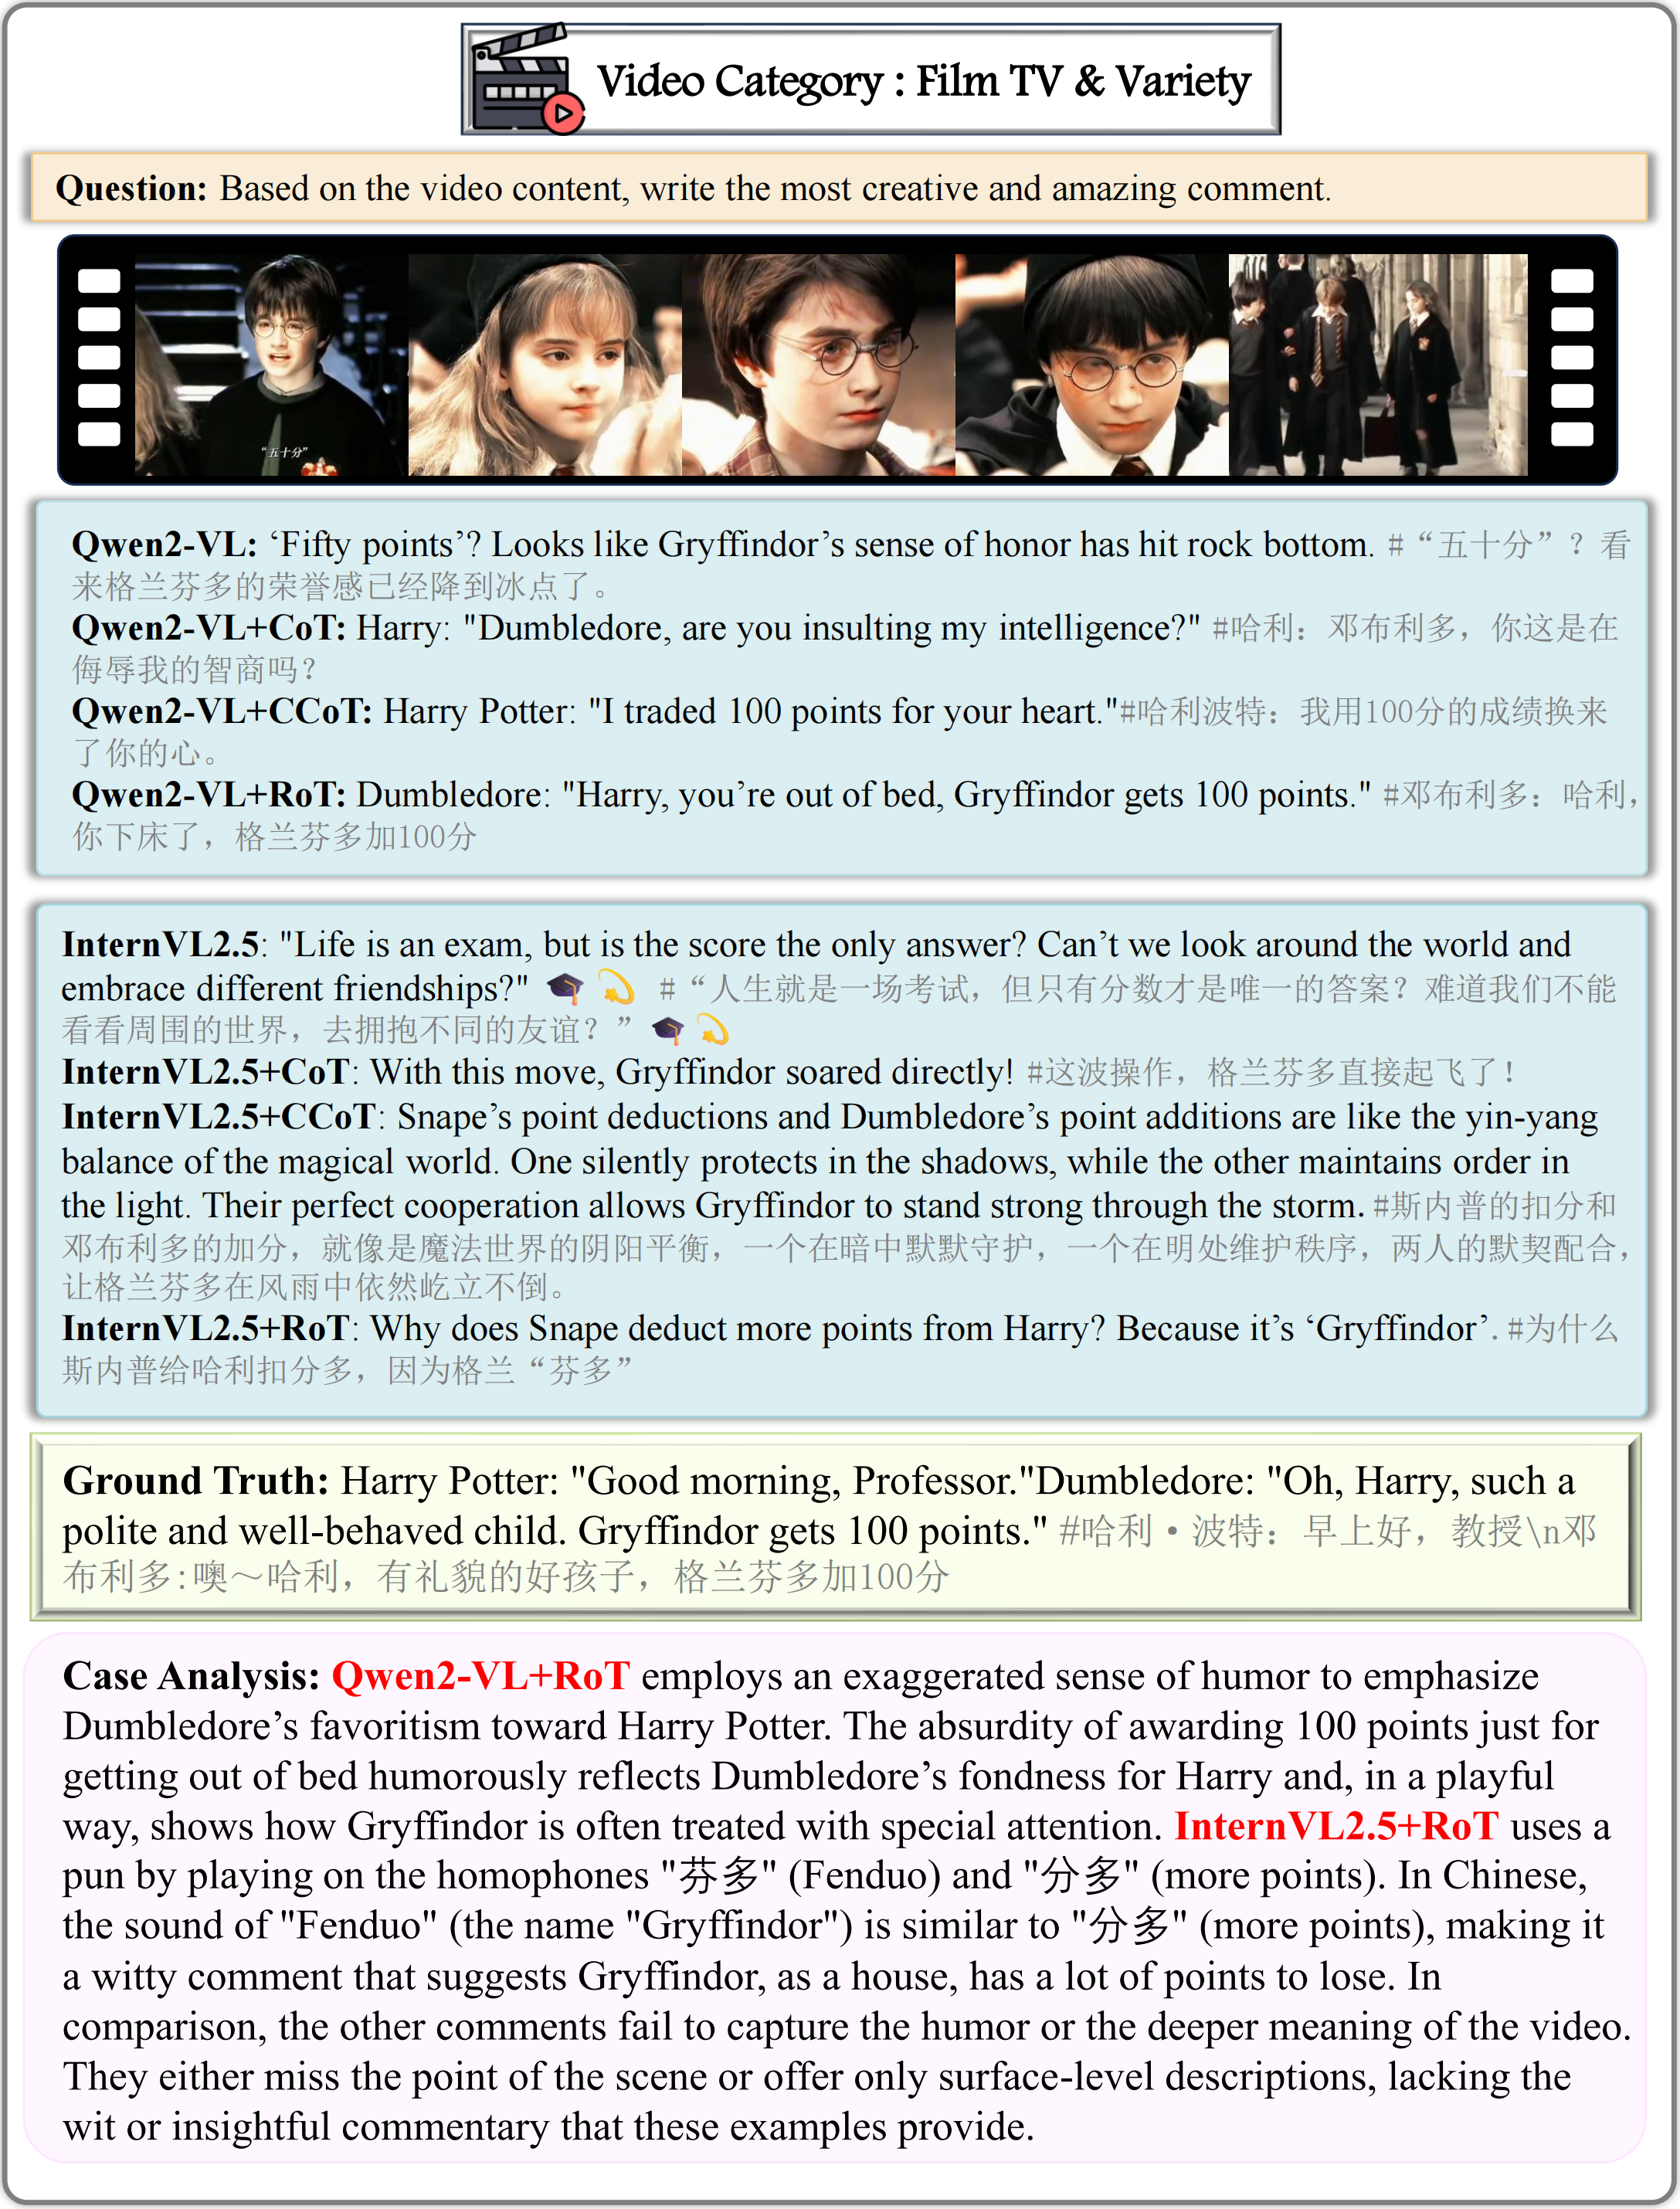 Video Category : Film TV & Variety
Question: Based on the video content, write the most creative and amazing comment.
“五十分”
Qwen2-VL: ‘Fifty points’? Looks like Gryffindor’s sense of honor has hit rock bottom. #“五十分”？看
来格兰芬多的荣誉感已经降到冰点了。
Qwen2-VL+CoT: Harry: "Dumbledore, are you insulting my intelligence?" #哈利：邓布利多，你这是在
侮辱我的智商吗？
Qwen2-VL+CCoT: Harry Potter: "I traded 100 points for your heart."#哈利波特：我用100分的成绩换来
了你的心。
Qwen2-VL+RoT: Dumbledore: "Harry, you’re out of bed, Gryffindor gets 100 points." #邓布利多：哈利，
你下床了，格兰芬多加100分
InternVL2.5: "Life is an exam, but is the score the only answer? Can’t we look around the world and
embrace different friendships?" 🎓 💫 #“人生就是一场考试，但只有分数才是唯一的答案？难道我们不能
看看周围的世界，去拥抱不同的友谊？” 🎓 💫
InternVL2.5+CoT: With this move, Gryffindor soared directly! #这波操作，格兰芬多直接起飞了！
InternVL2.5+CCoT: Snape’s point deductions and Dumbledore’s point additions are like the yin-yang
balance of the magical world. One silently protects in the shadows, while the other maintains order in
the light. Their perfect cooperation allows Gryffindor to stand strong through the storm. #斯内普的扣分和
邓布利多的加分，就像是魔法世界的阴阳平衡，一个在暗中默默守护，一个在明处维护秩序，两人的默契配合，
让格兰芬多在风雨中依然屹立不倒。
InternVL2.5+RoT: Why does Snape deduct more points from Harry? Because it’s ‘Gryffindor’. #为什么
斯内普给哈利扣分多，因为格兰“芬多”
Ground Truth: Harry Potter: "Good morning, Professor."Dumbledore: "Oh, Harry, such a
polite and well-behaved child. Gryffindor gets 100 points." #哈利·波特：早上好，教授\n邓
布利多:噢～哈利，有礼貌的好孩子，格兰芬多加100分
Case Analysis: Qwen2-VL+RoT employs an exaggerated sense of humor to emphasize
Dumbledore’s favoritism toward Harry Potter. The absurdity of awarding 100 points just for
getting out of bed humorously reflects Dumbledore’s fondness for Harry and, in a playful
way, shows how Gryffindor is often treated with special attention. InternVL2.5+RoT uses a
pun by playing on the homophones "芬多" (Fenduo) and "分多" (more points). In Chinese,
the sound of "Fenduo" (the name "Gryffindor") is similar to "分多" (more points), making it
a witty comment that suggests Gryffindor, as a house, has a lot of points to lose. In
comparison, the other comments fail to capture the humor or the deeper meaning of the video.
They either miss the point of the scene or offer only surface-level descriptions, lacking the
wit or insightful commentary that these examples provide.